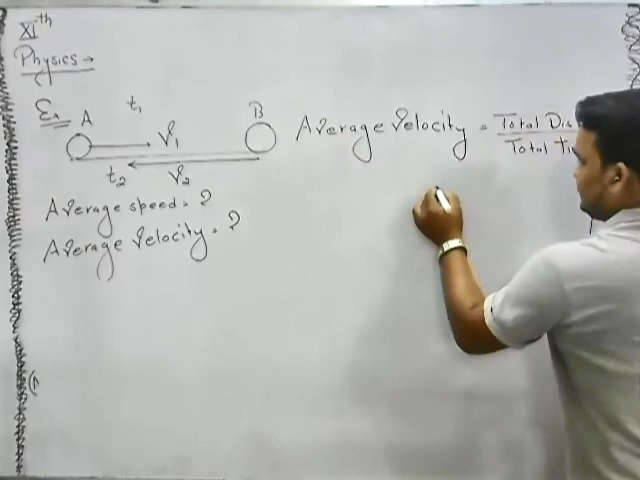 XIth
Physics →
Ex
t1
A
B
V1
t2
V2
Average speed = ?
Average Velocity = ?
Average Velocity = Total Dis
Total Ti